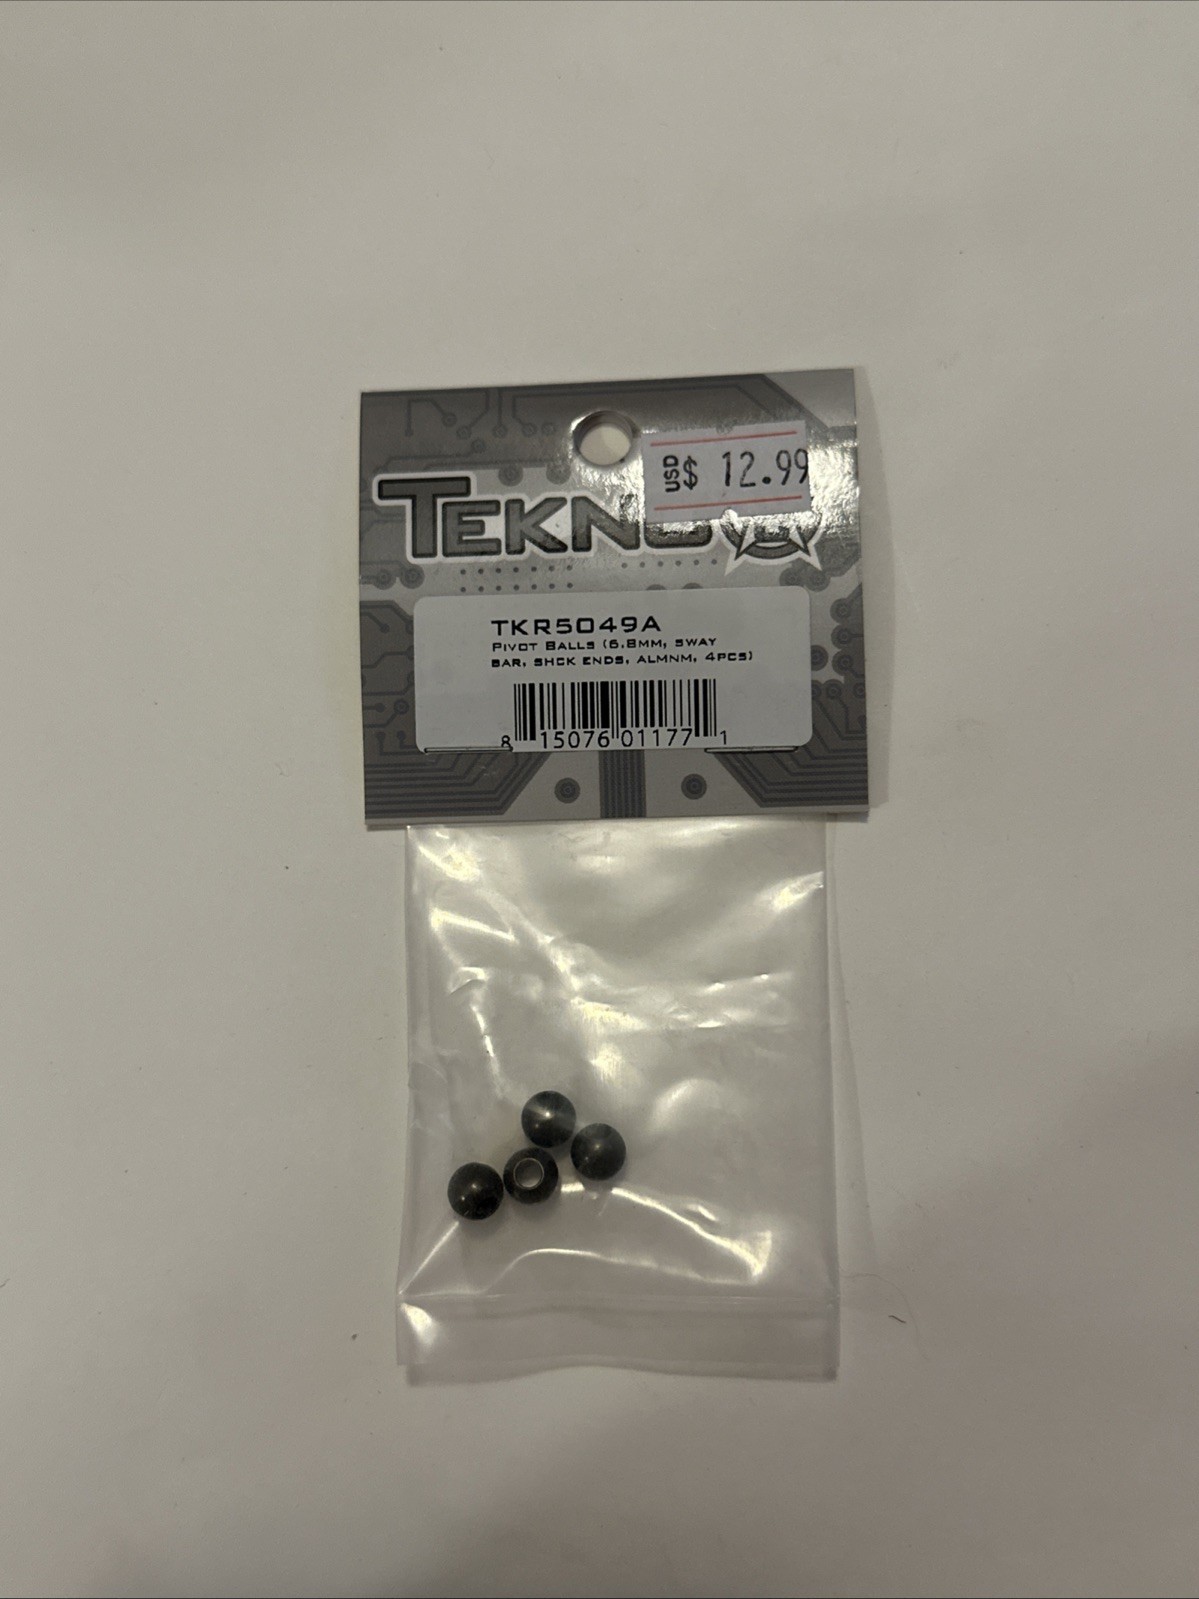 USD $ 12.99
TEKNO
TKR5049A
PIVOT BALLS (6.8MM, SWAY
BAR, SHCK ENDS, ALMNM, 4PCS)
8 15076 01177 1